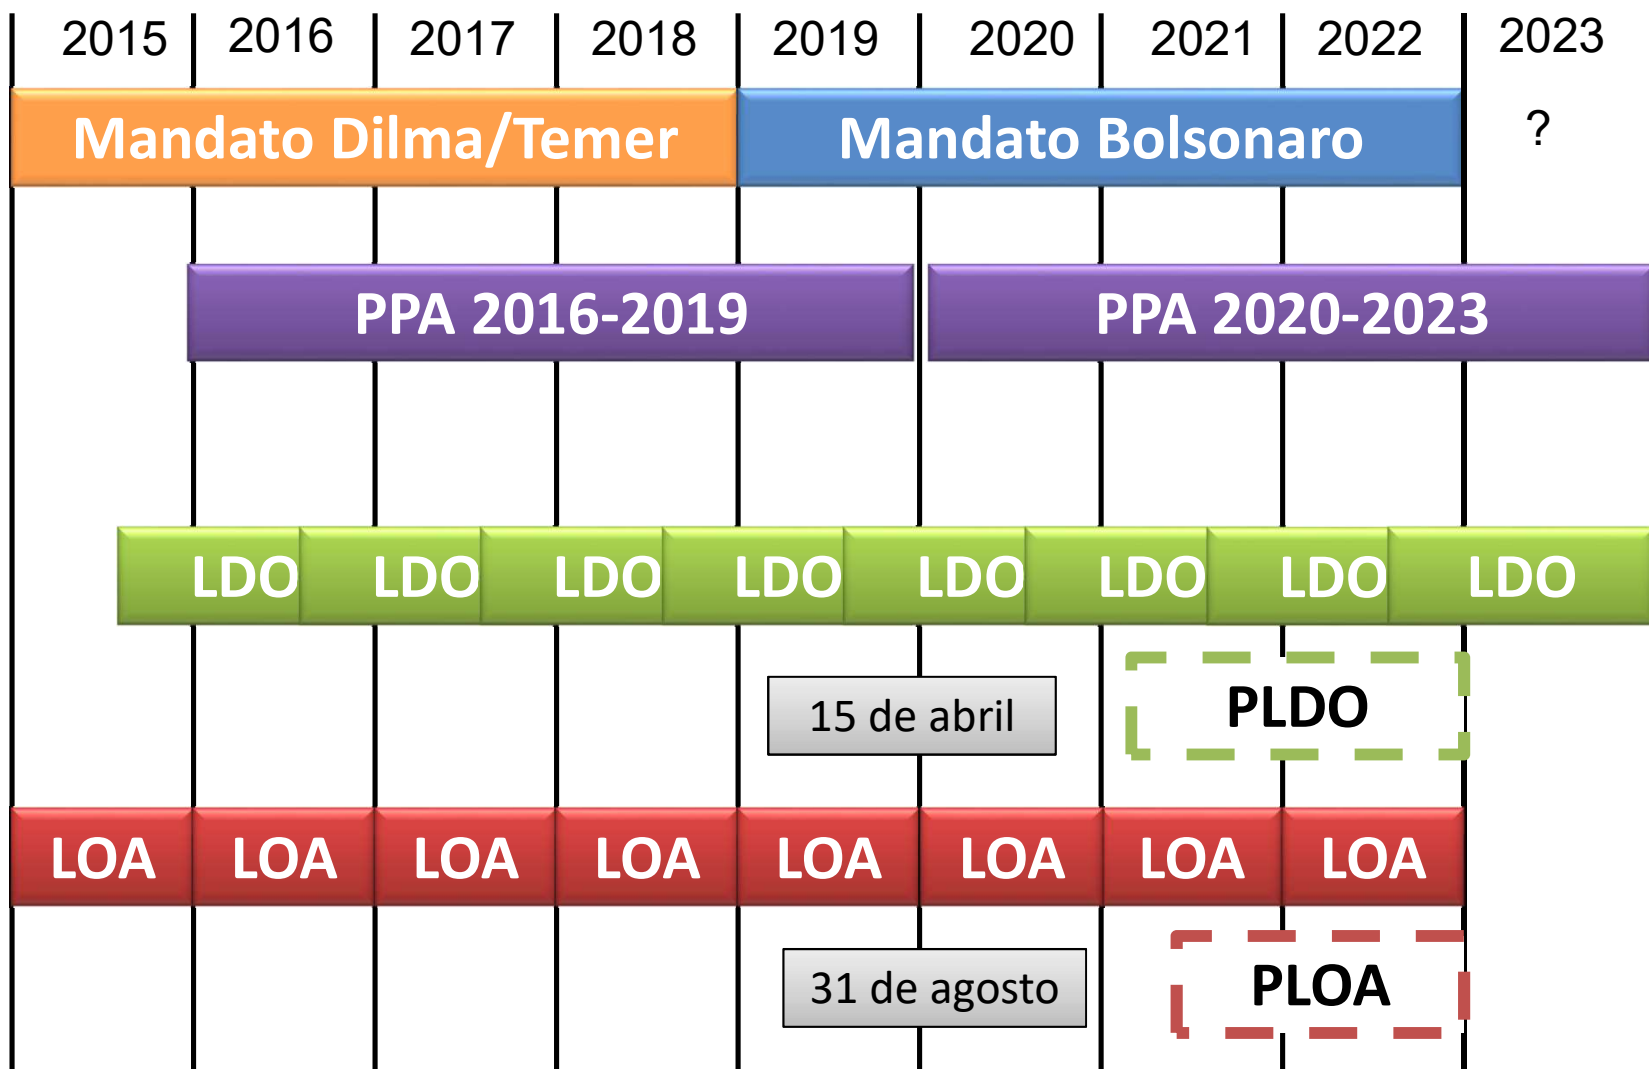 2015 2016 2017 2018 2019 2020 2021 2022 2023
Mandato Dilma/Temer Mandato Bolsonaro ?
PPA 2016-2019 PPA 2020-2023
LDO LDO LDO LDO LDO LDO LDO LDO
15 de abril PLDO
LOA LOA LOA LOA LOA LOA LOA LOA
31 de agosto PLOA